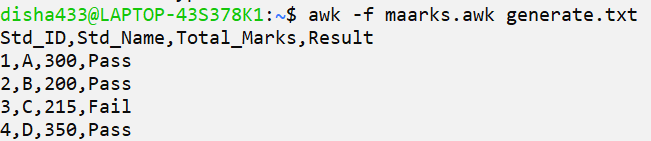 disha433@LAPTOP-43S378K1:~$ awk -f maarks.awk generate.txt
Std_ID,Std_Name,Total_Marks,Result
1,A,300,Pass
2,B,200,Pass
3,C,215,Fail
4,D,350,Pass